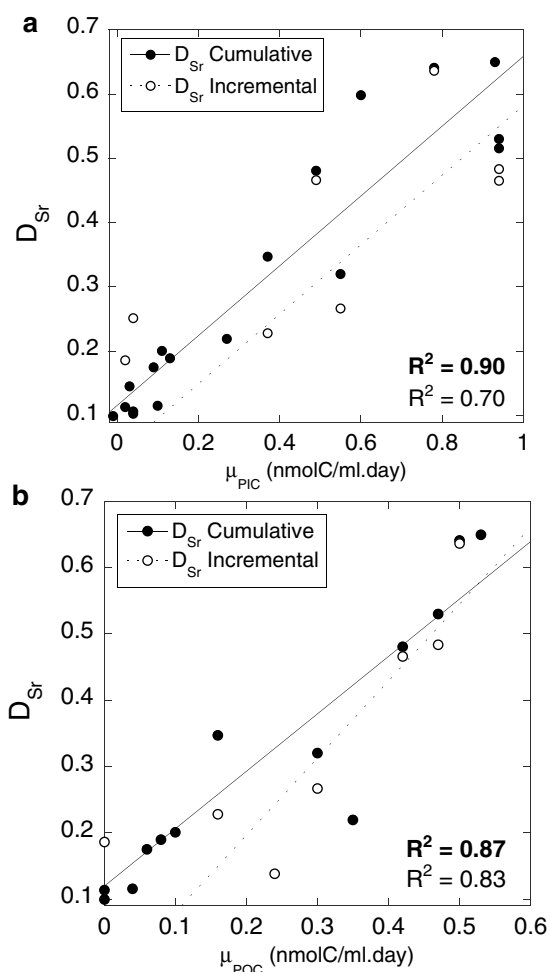 a
0.7
0.6
0.5
0.4
0.3
0.2
0.1
D_Sr
D_Sr Cumulative
D_Sr Incremental
R² = 0.90
R² = 0.70
0 0.2 0.4 0.6 0.8 1
μ_PIC (nmolC/ml.day)
b
0.7
0.6
0.5
0.4
0.3
0.2
0.1
D_Sr
D_Sr Cumulative
D_Sr Incremental
R² = 0.87
R² = 0.83
0 0.1 0.2 0.3 0.4 0.5 0.6
μ_POC (nmolC/ml.day)